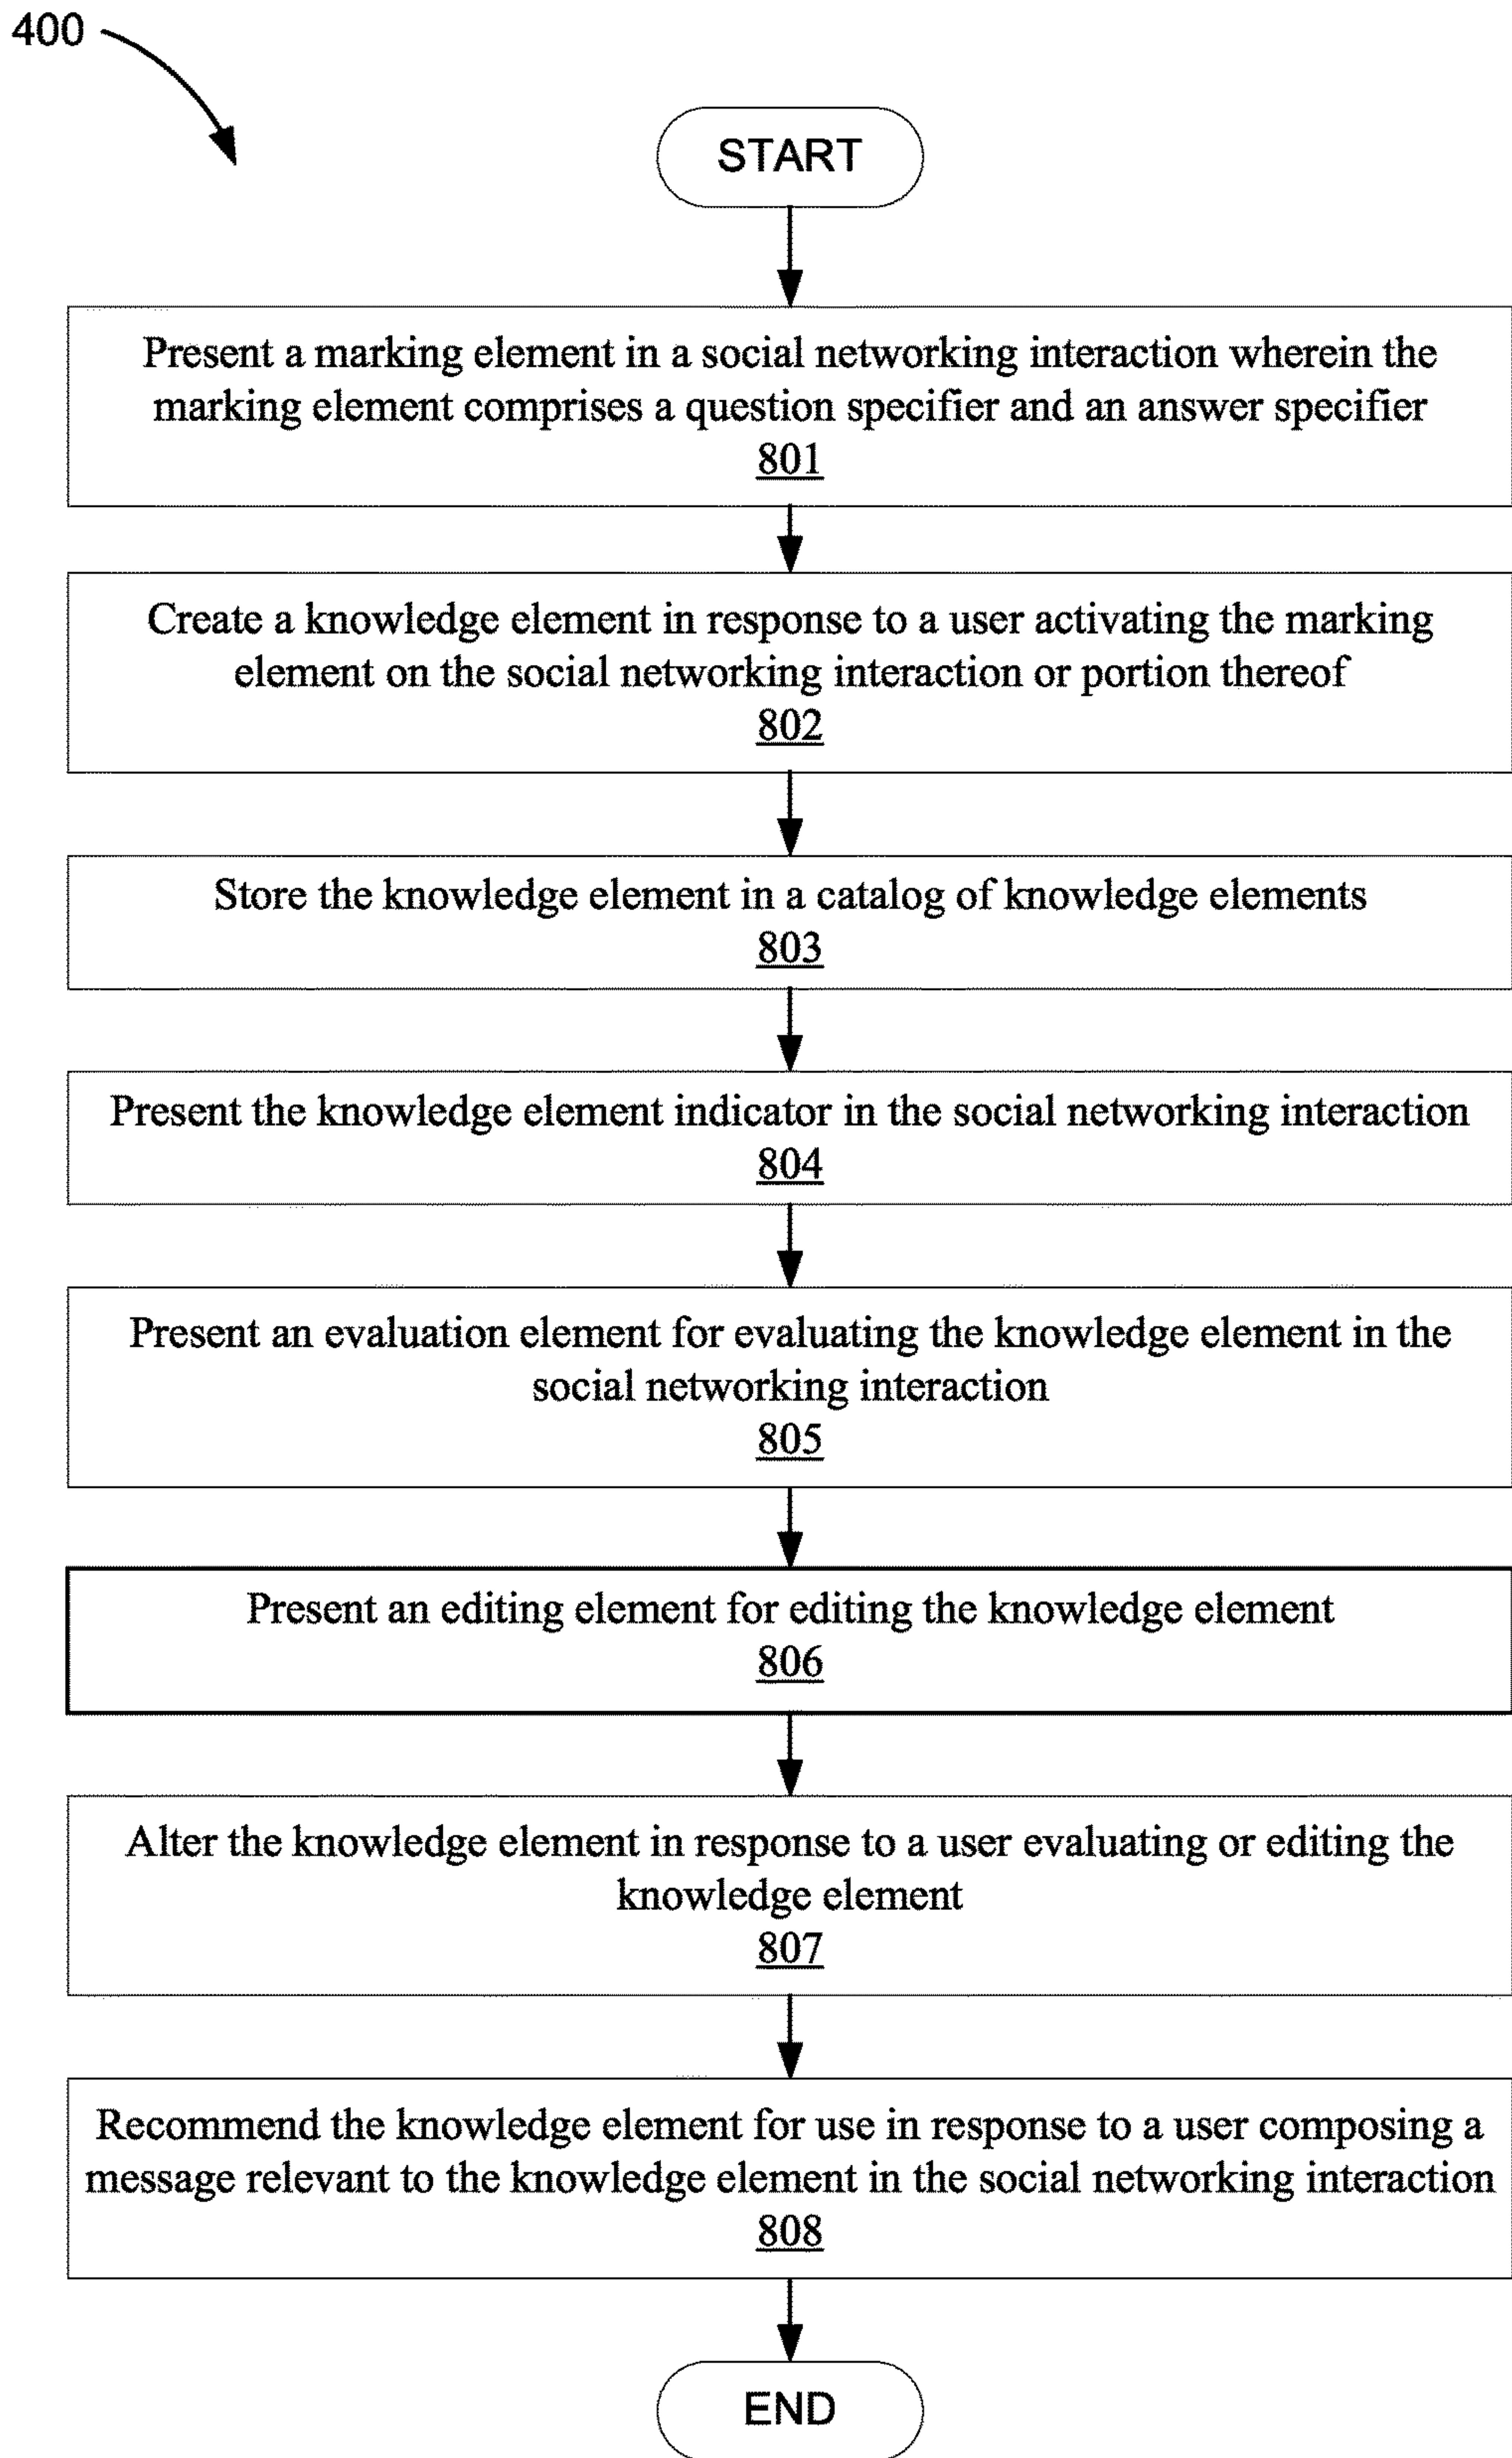 400
START
Present a marking element in a social networking interaction wherein the
marking element comprises a question specifier and an answer specifier
801
Create a knowledge element in response to a user activating the marking
element on the social networking interaction or portion thereof
802
Store the knowledge element in a catalog of knowledge elements
803
Present the knowledge element indicator in the social networking interaction
804
Present an evaluation element for evaluating the knowledge element in the
social networking interaction
805
Present an editing element for editing the knowledge element
806
Alter the knowledge element in response to a user evaluating or editing the
knowledge element
807
Recommend the knowledge element for use in response to a user composing a
message relevant to the knowledge element in the social networking interaction
808
END